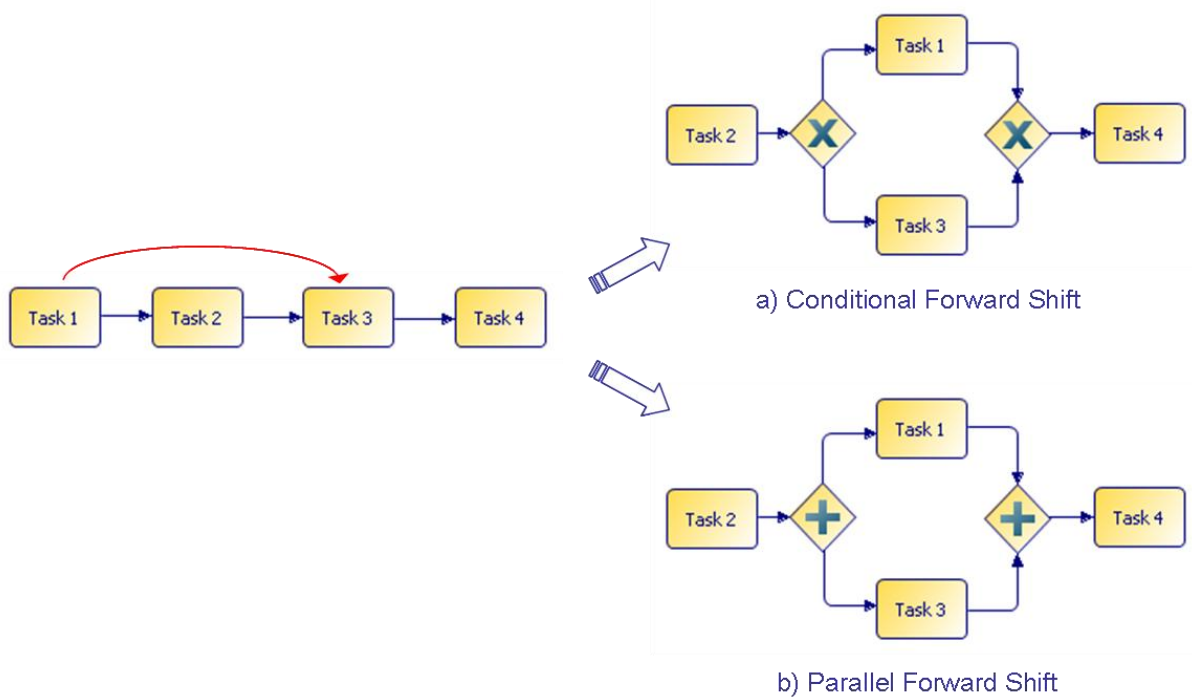 Task 1
Task 2
Task 3
Task 4
Task 1
Task 2
X
X
Task 4
Task 3
a) Conditional Forward Shift
Task 1
Task 2
+
+
Task 4
Task 3
b) Parallel Forward Shift